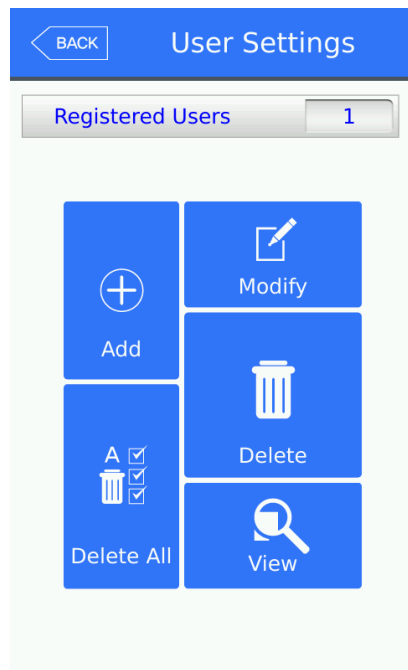 BACK
User Settings
Registered Users 1
Add
Modify
A
Delete All
Delete
View